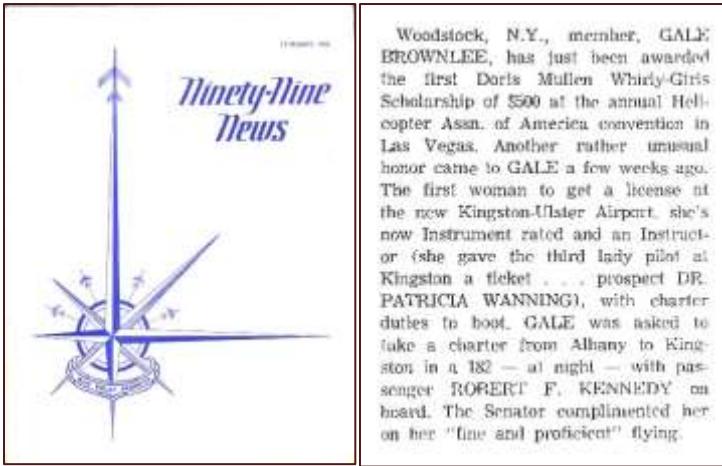 Ninety-Nine
News
Woodstock, N.Y., member, GALE
BROWNLEE, has just been awarded
the first Doris Mullen Whirly-Girls
Scholarship of $500 at the annual Heli-
copter Assn. of America convention in
Las Vegas. Another rather unusual
honor came to GALE a few weeks ago.
The first woman to get a license at
the new Kingston-Ulster Airport, she's
now Instrument rated and an Instruct-
or (she gave the third lady pilot at
Kingston a ticket . . . prospect DR.
PATRICIA WANNING), with charter
duties to boot. GALE was asked to
take a charter from Albany to King-
ston in a 182 — at night — with pas-
senger ROBERT F. KENNEDY on
board. The Senator complimented her
on her "fine and proficient" flying.